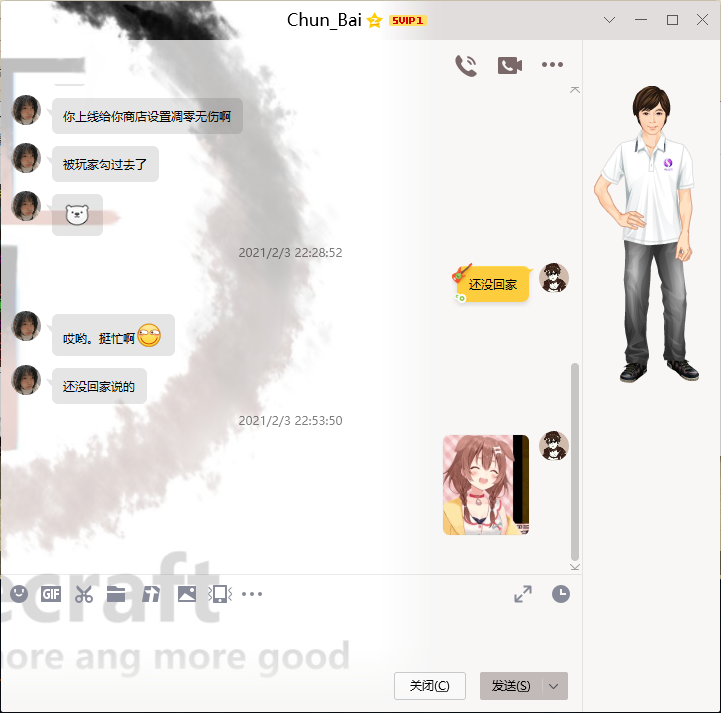 Chun_Bai SVIP1
你上线给你商店设置凋零无伤啊
被玩家勾过去了
2021/2/3 22:28:52
还没回家
哎哟。挺忙啊
还没回家说的
2021/2/3 22:53:50
GIF
ecraft
more ang more good
关闭(C)
发送(S)